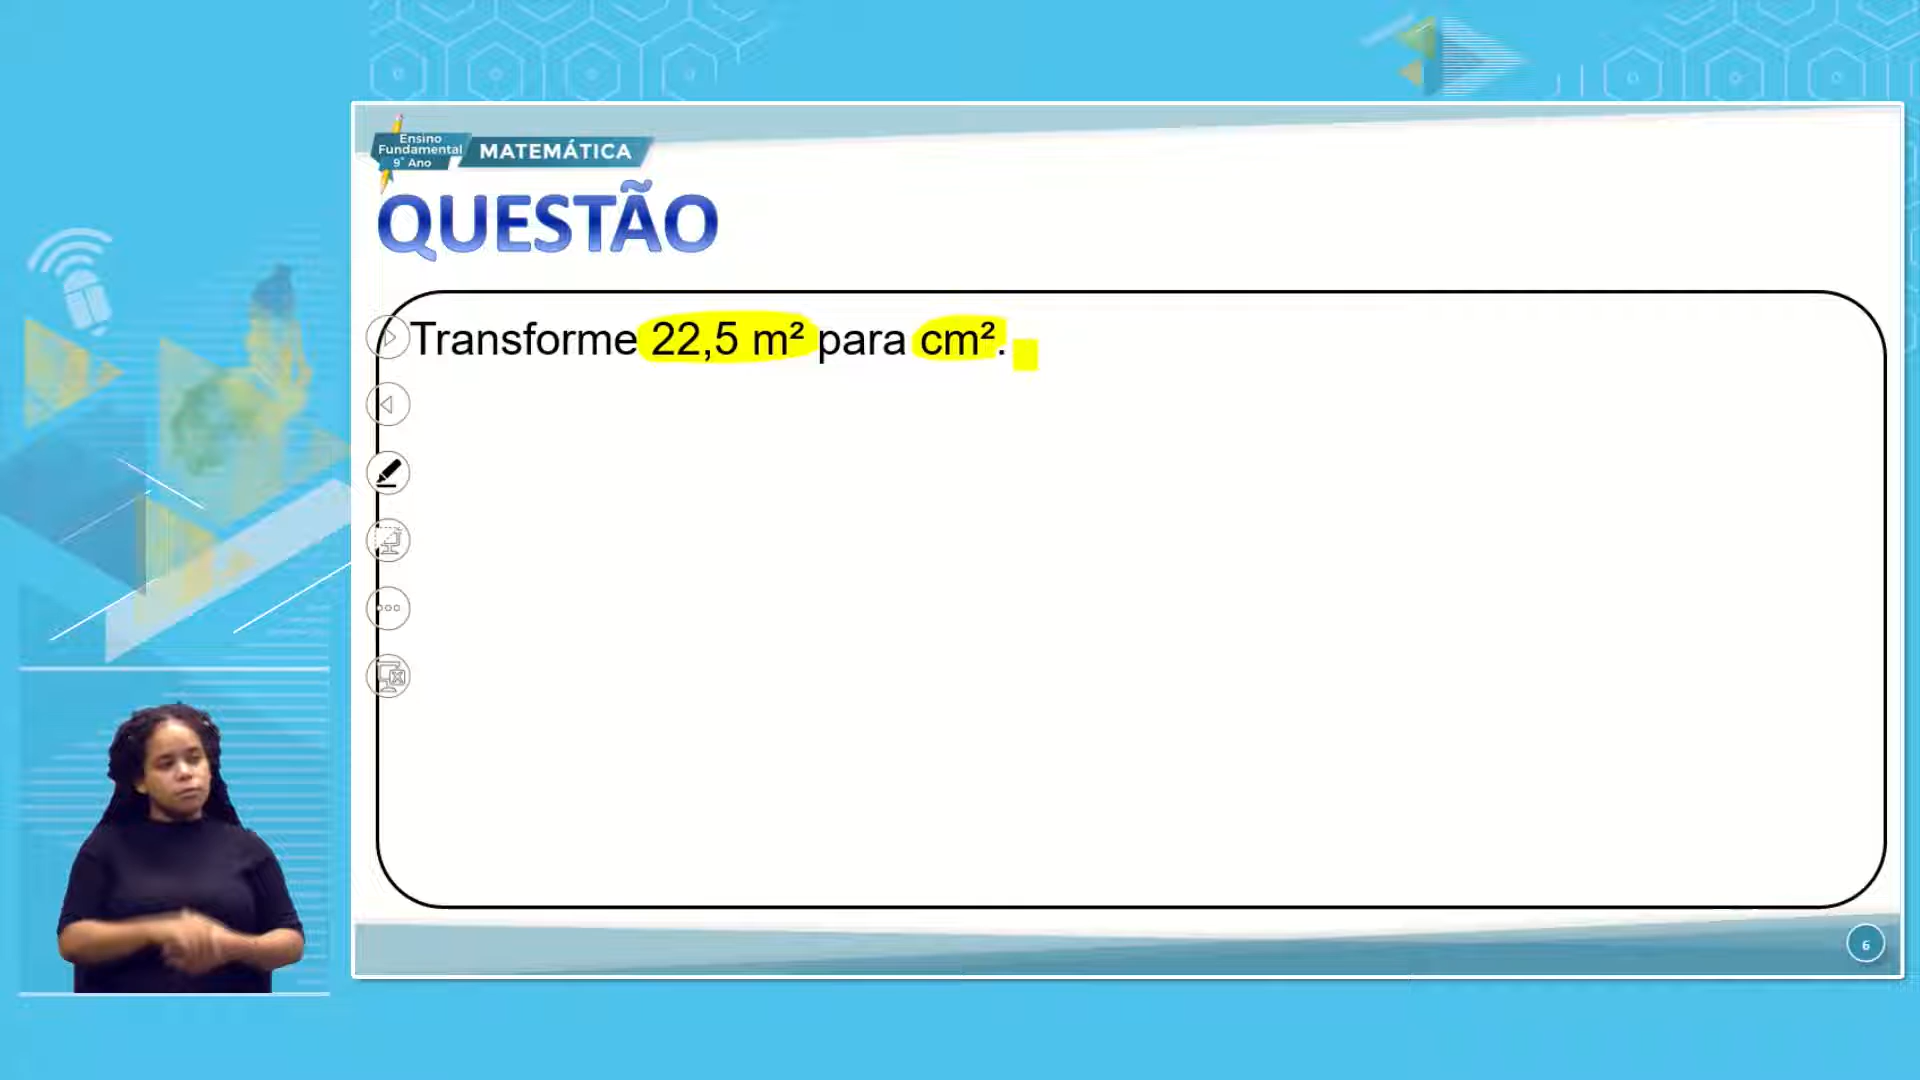 Ensino
Fundamental
9° Ano
MATEMÁTICA
QUESTÃO
Transforme 22,5 m² para cm².
6